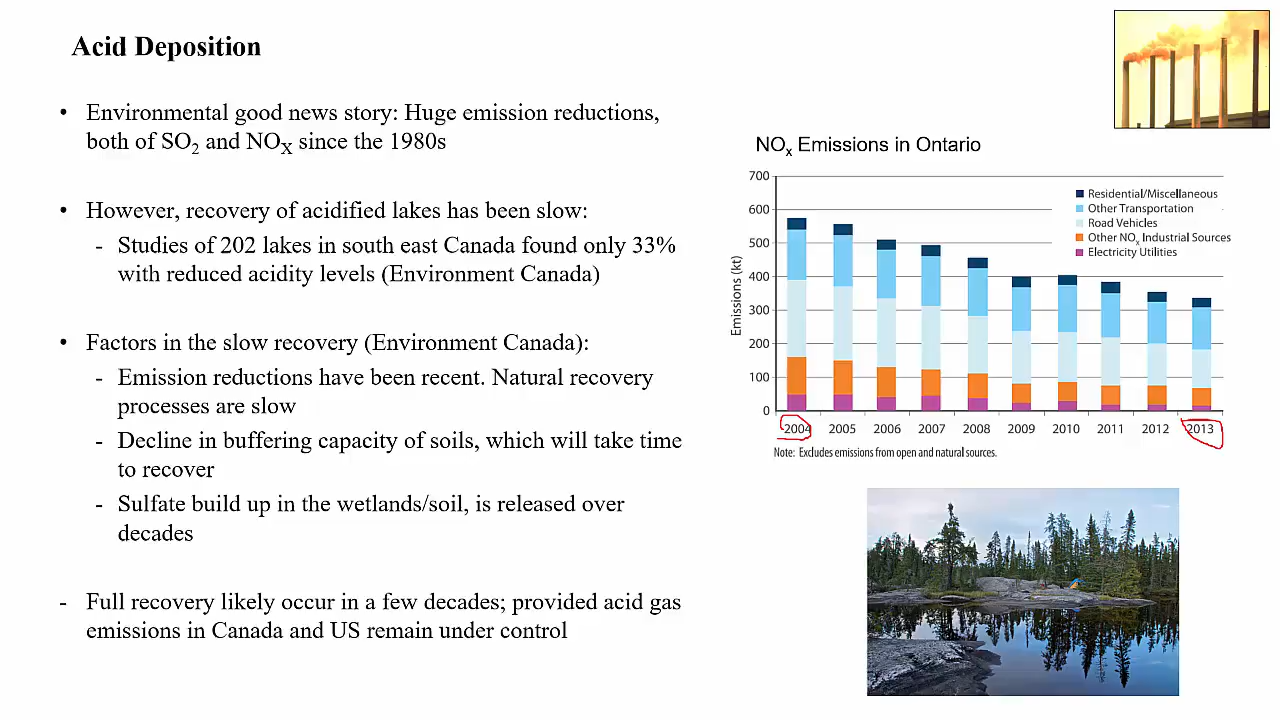 Acid Deposition
• Environmental good news story: Huge emission reductions,
both of SO2 and NOX since the 1980s
• However, recovery of acidified lakes has been slow:
- Studies of 202 lakes in south east Canada found only 33%
with reduced acidity levels (Environment Canada)
• Factors in the slow recovery (Environment Canada):
- Emission reductions have been recent. Natural recovery
processes are slow
- Decline in buffering capacity of soils, which will take time
to recover
- Sulfate build up in the wetlands/soil, is released over
decades
- Full recovery likely occur in a few decades; provided acid gas
emissions in Canada and US remain under control
NOx Emissions in Ontario
Emissions (kt)
700
600
500
400
300
200
100
0
Residential/Miscellaneous
Other Transportation
Road Vehicles
Other NOx Industrial Sources
Electricity Utilities
2004 2005 2006 2007 2008 2009 2010 2011 2012 2013
Note: Excludes emissions from open and natural sources.